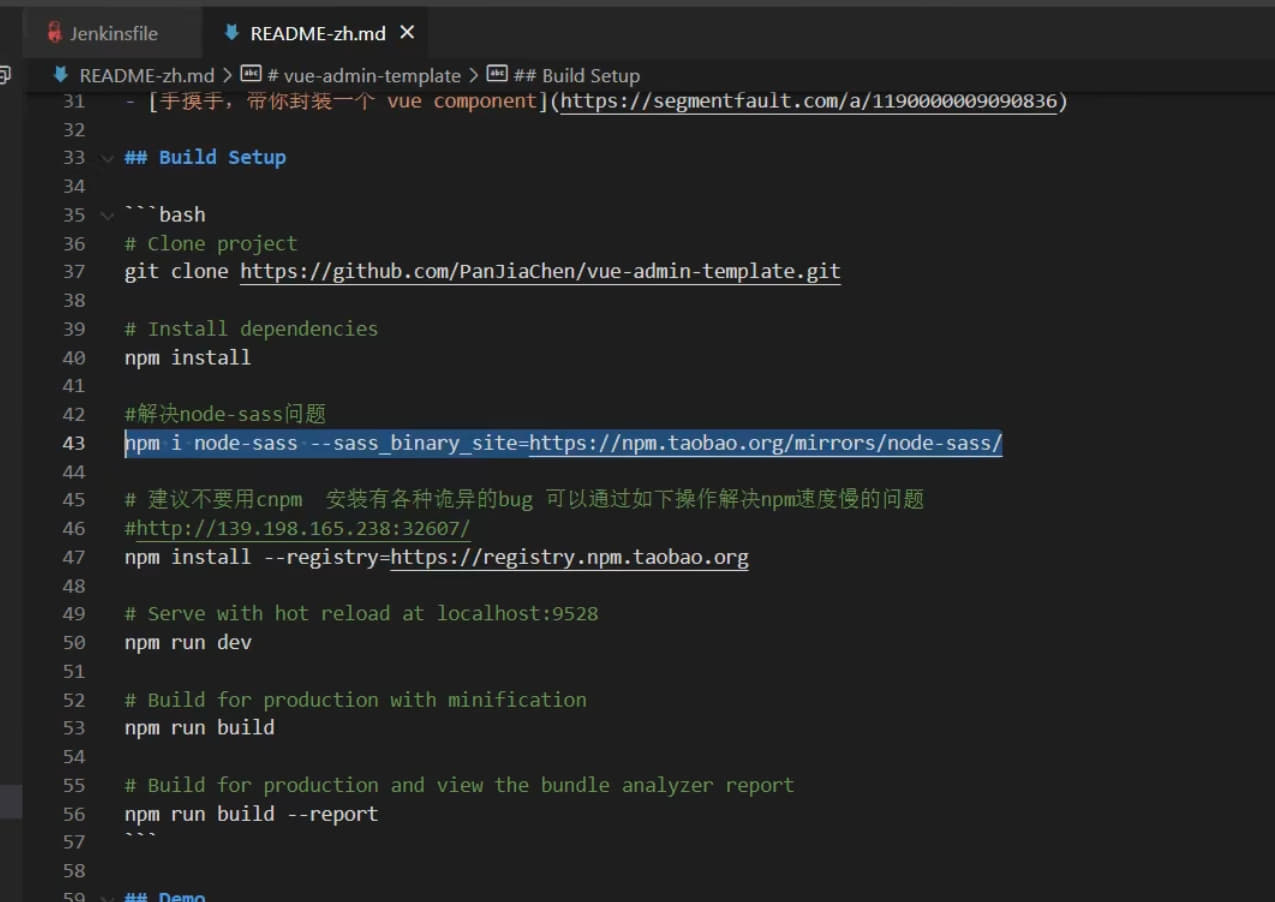 Jenkinsfile README-zh.md
README-zh.md > # vue-admin-template > ## Build Setup
31 - [手摸手，带你封装一个 vue component](https://segmentfault.com/a/1190000009090836)
32
33 ## Build Setup
34
35 ```bash
36 # Clone project
37 git clone https://github.com/PanJiaChen/vue-admin-template.git
38
39 # Install dependencies
40 npm install
41
42 #解决node-sass问题
43 npm i node-sass --sass_binary_site=https://npm.taobao.org/mirrors/node-sass/
44
45 # 建议不要用cnpm  安装有各种诡异的bug 可以通过如下操作解决npm速度慢的问题
46 #http://139.198.165.238:32607/
47 npm install --registry=https://registry.npm.taobao.org
48
49 # Serve with hot reload at localhost:9528
50 npm run dev
51
52 # Build for production with minification
53 npm run build
54
55 # Build for production and view the bundle analyzer report
56 npm run build --report
57 ```
58
59 ## Demo